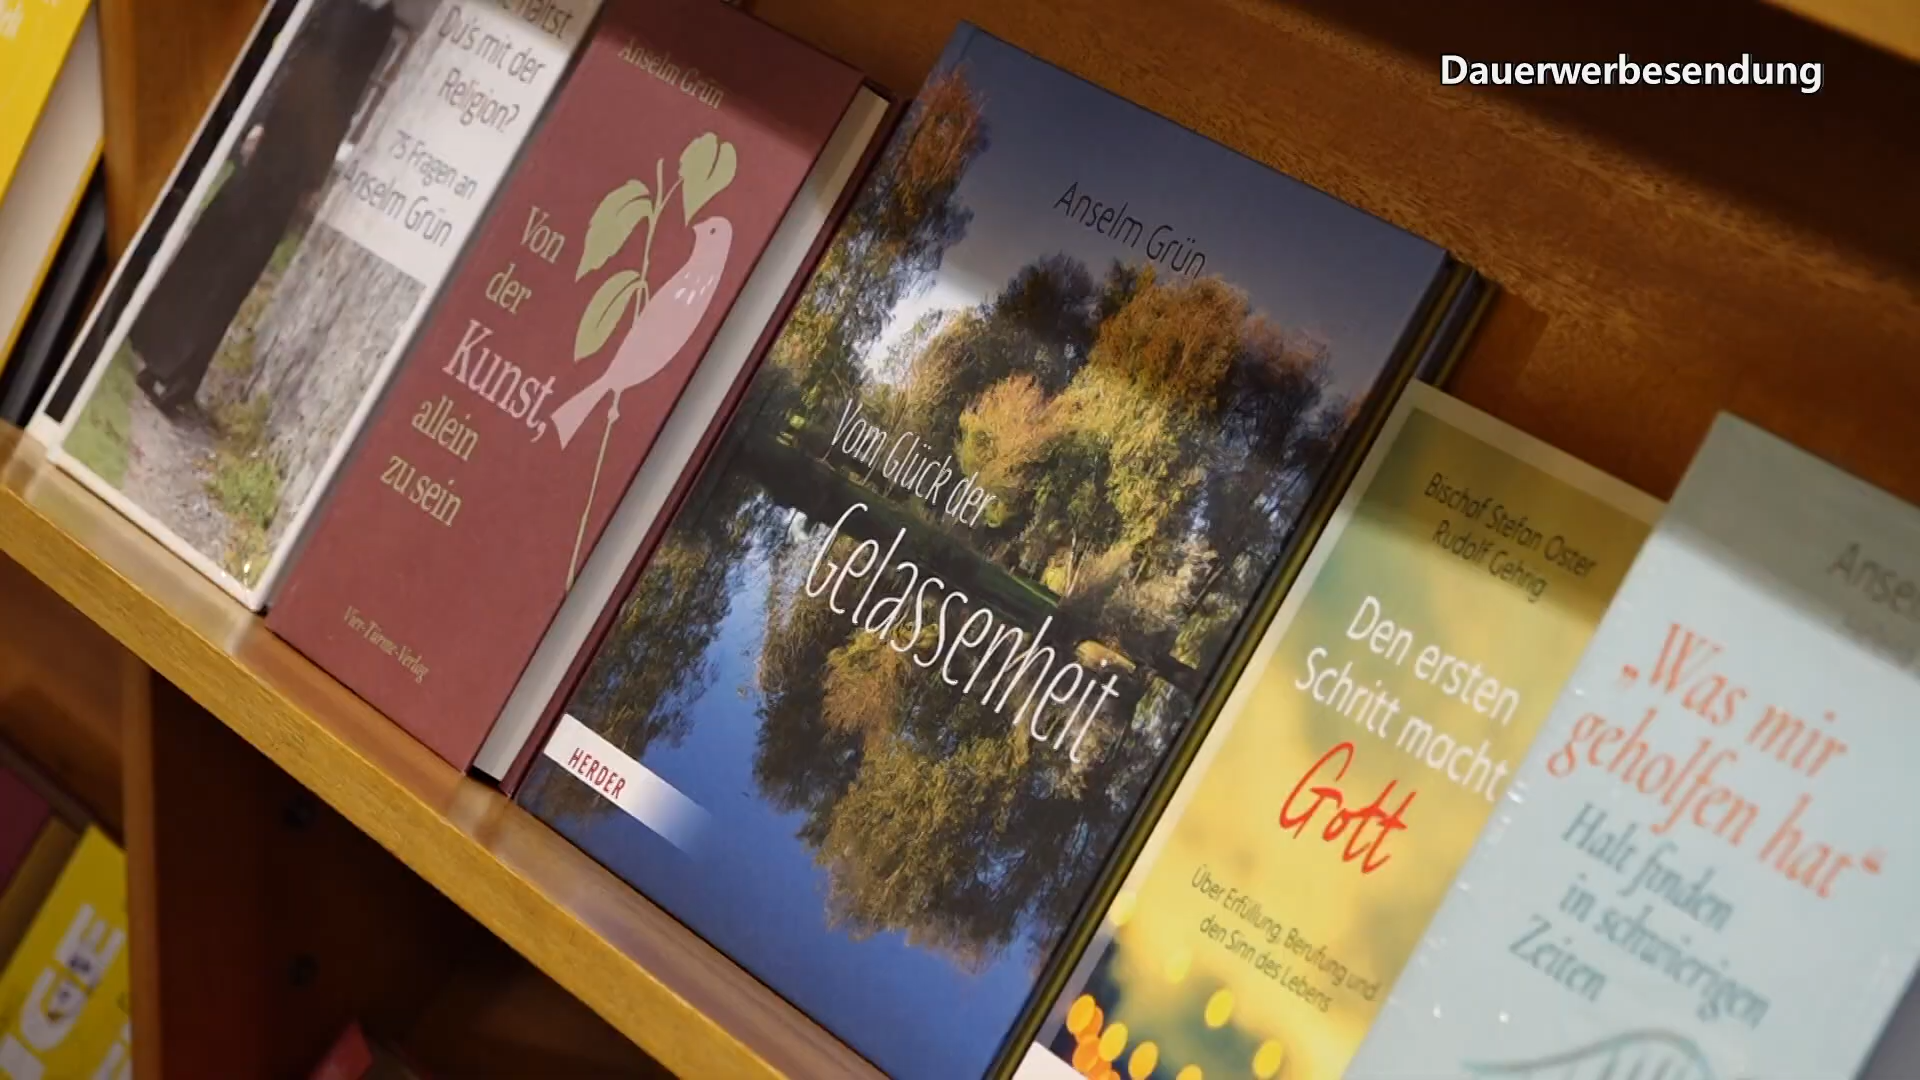 Dauerwerbesendung
Du's mit der
Religion?
75 Fragen an
Anselm Grün
Anselm Grün
Von
der
Kunst,
allein
zu sein
Vier-Türme-Verlag
Anselm Grün
Vom Glück der
Gelassenheit
HERDER
Bischof Stefan Oster
Rudolf Gehrig
Den ersten
Schritt macht
Gott
Über Erfüllung, Berufung und
den Sinn des Lebens
„Was mir
geholfen hat“
Halt finden
in schwierigen
Zeiten